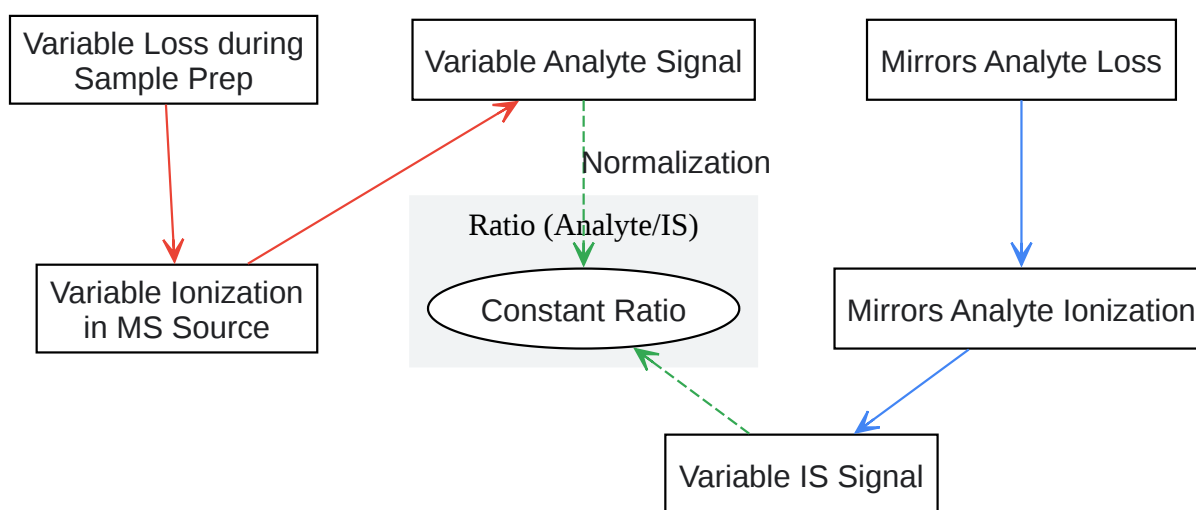 Variable Loss during
Sample Prep
Variable Analyte Signal
Mirrors Analyte Loss
Normalization
Ratio (Analyte/IS)
Variable Ionization
in MS Source
Constant Ratio
Mirrors Analyte Ionization
Variable IS Signal